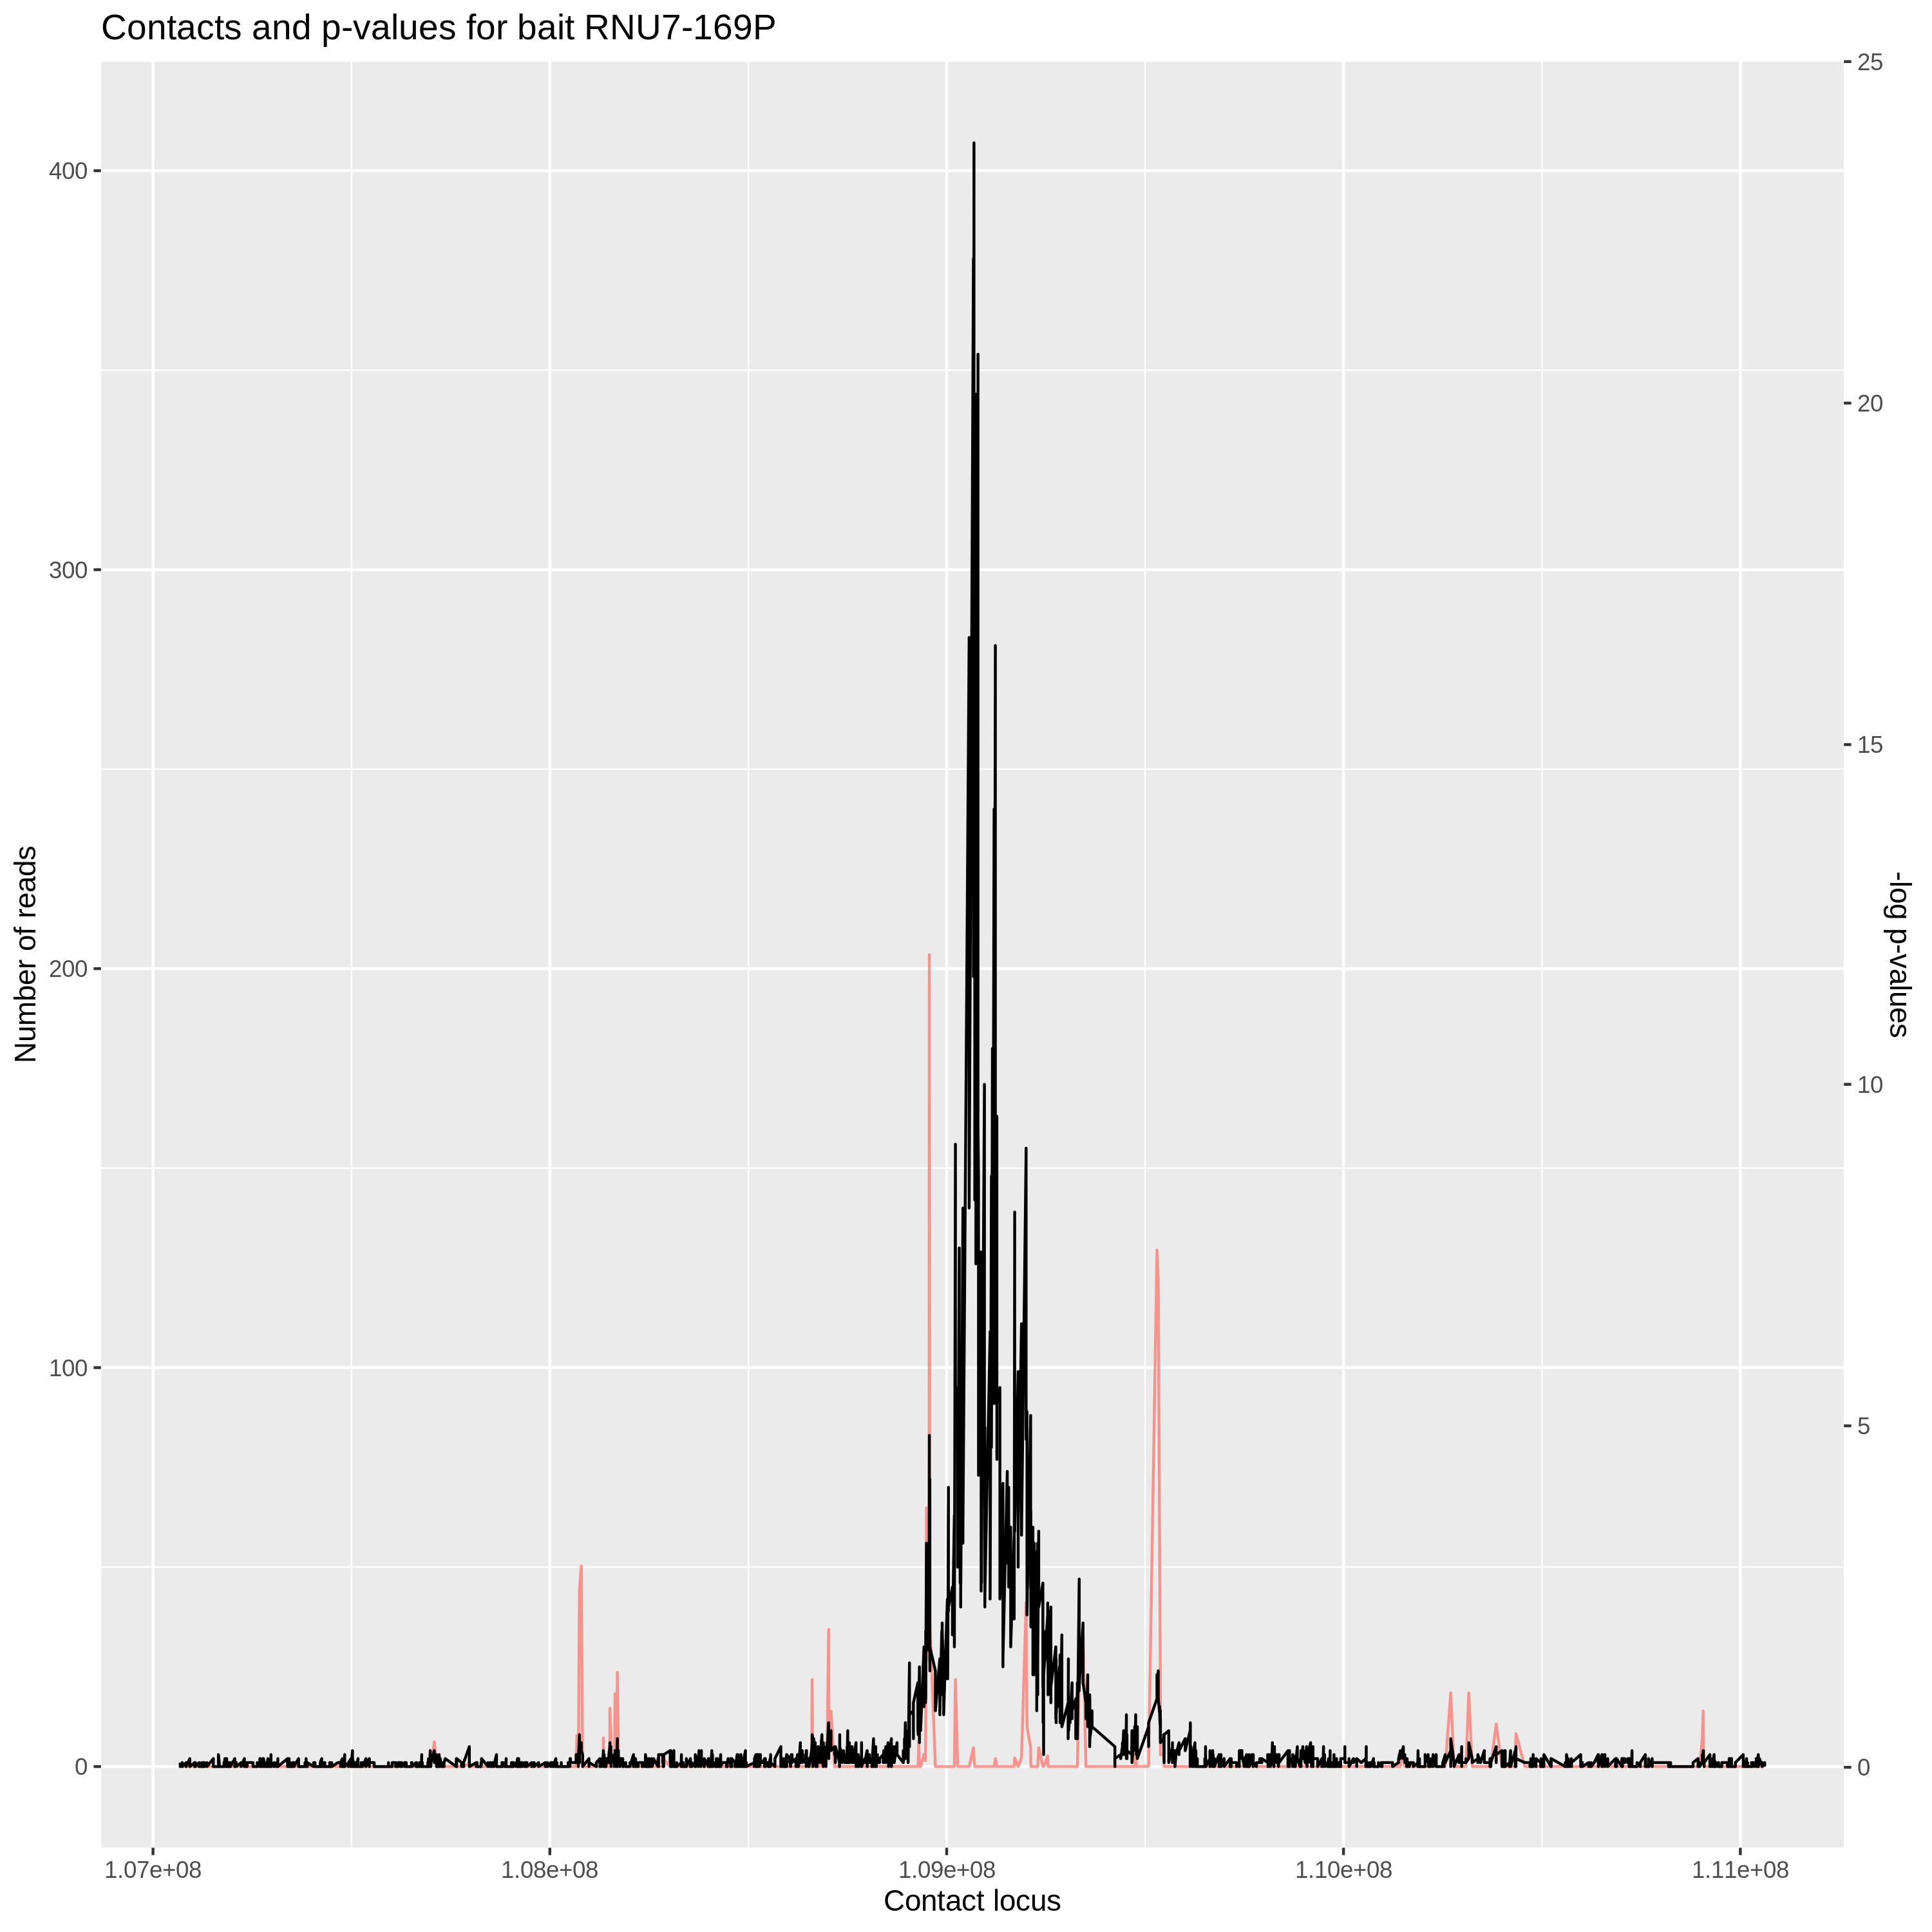 Contacts and p-values for bait RNU7-169P
Number of reads
400
300
200
100
0
25
20
15
10
5
0
-log p-values
1.07e+08
1.08e+08
1.09e+08
1.10e+08
1.11e+08
Contact locus